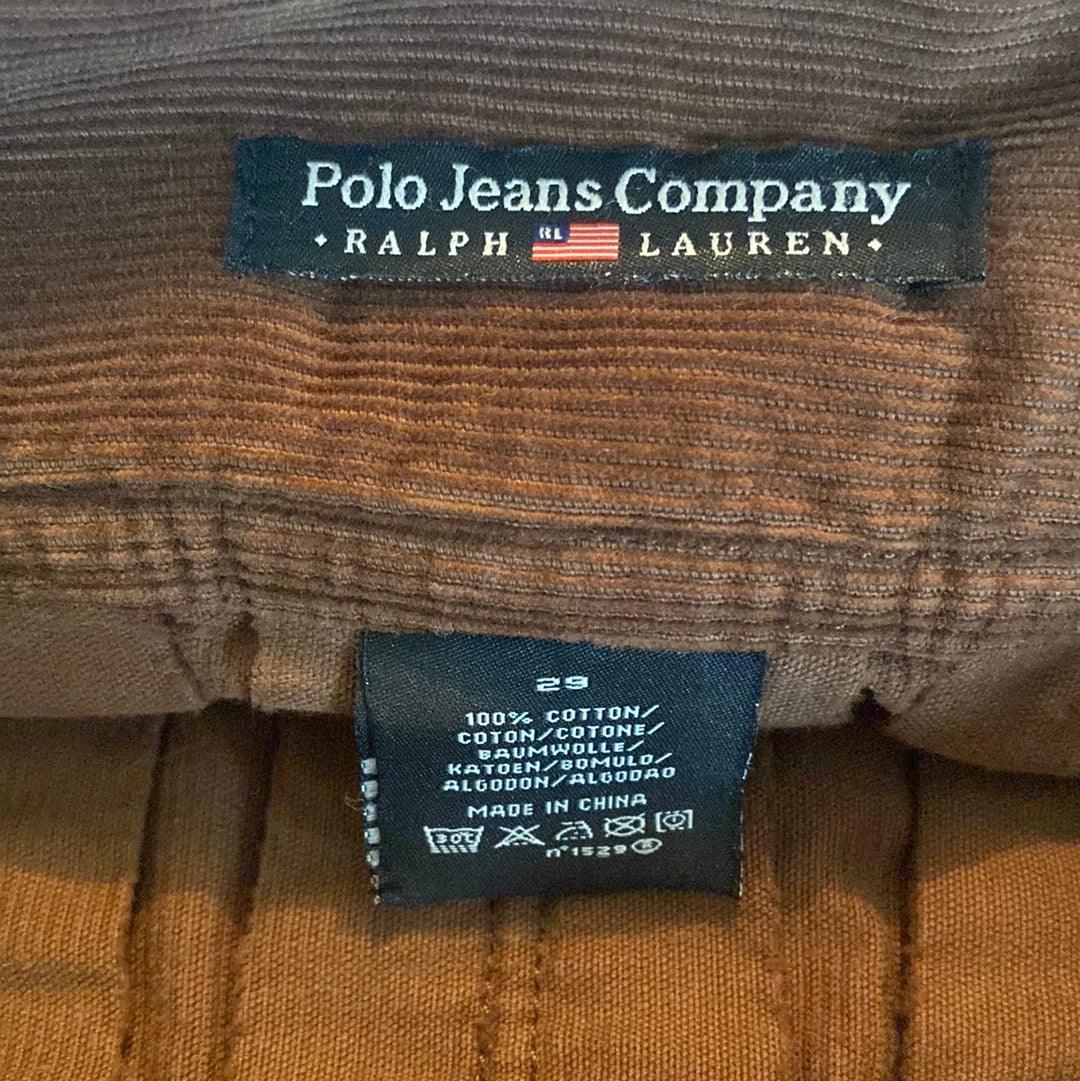 Polo Jeans Company
• RALPH RL LAUREN •
29
100% COTTON/
COTON/COTONE/
BAUMWOLLE/
KATOEN/BOMULD/
ALGODON/ALGODAO
MADE IN CHINA
30°C
n°1529 R